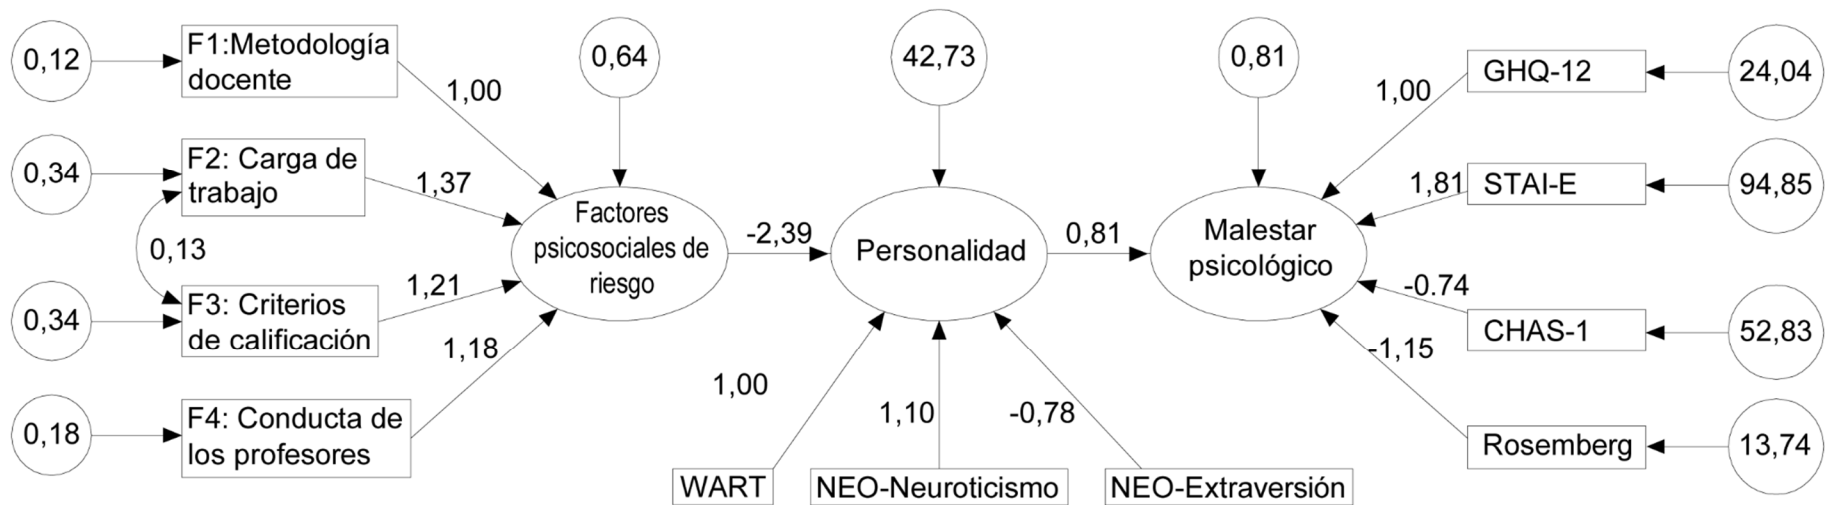 0,12
F1:Metodología
docente
1,00
0,64
42,73
0,81
1,00
GHQ-12
24,04
0,34
F2: Carga de
trabajo
1,37
1,81
STAI-E
94,85
0,13
Factores
psicosociales de
riesgo
-2,39
Personalidad
0,81
Malestar
psicológico
0,34
F3: Criterios
de calificación
1,21
-0.74
CHAS-1
52,83
1,18
1,00
1,10
-0,78
-1,15
0,18
F4: Conducta de
los profesores
Rosemberg
13,74
WART
NEO-Neuroticismo
NEO-Extraversión